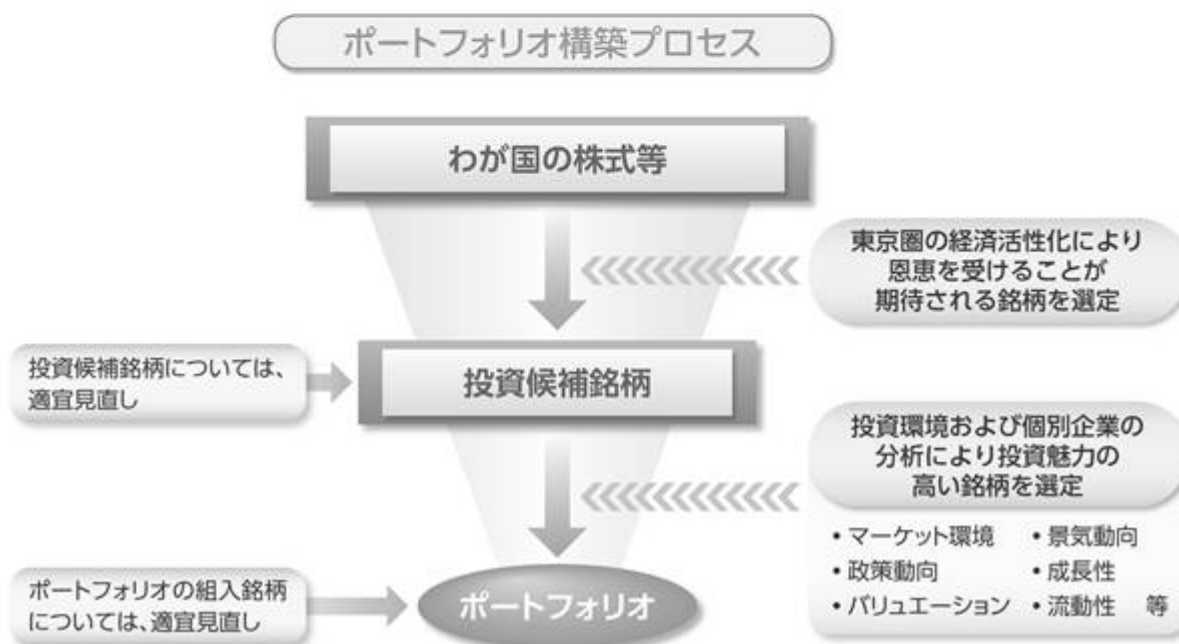 ポートフォリオ構築プロセス
わが国の株式等
東京圏の経済活性化により
恩恵を受けることが
期待される銘柄を選定
投資候補銘柄については、
適宜見直し
投資候補銘柄
投資環境および個別企業の
分析により投資魅力の
高い銘柄を選定
・マーケット環境 ・景気動向
・政策動向 ・成長性
・バリュエーション ・流動性 等
ポートフォリオの組入銘柄
については、適宜見直し
ポートフォリオ